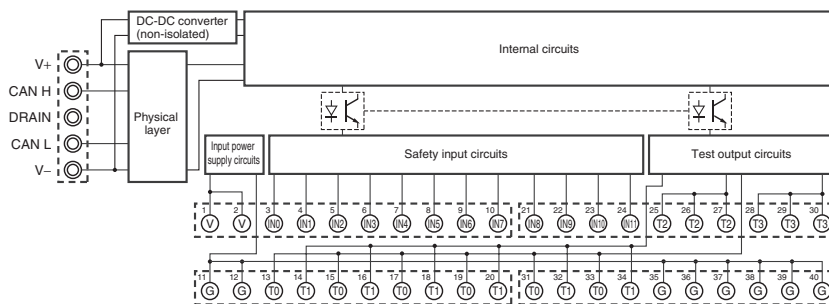 DC-DC converter
(non-isolated)
Internal circuits
V+
CAN H
DRAIN
CAN L
V−
Physical
layer
Input power
supply circuits
Safety input circuits
Test output circuits
1 2 3 4 5 6 7 8 9 10 21 22 23 24 25 26 27 28 29 30
V V IN0 IN1 IN2 IN3 IN4 IN5 IN6 IN7 IN8 IN9 IN10 IN11 T2 T2 T2 T3 T3 T3
11 12 13 14 15 16 17 18 19 20 31 32 33 34 35 36 37 38 39 40
G G T0 T1 T0 T1 T0 T1 T0 T1 T0 T1 T0 T1 G G G G G G